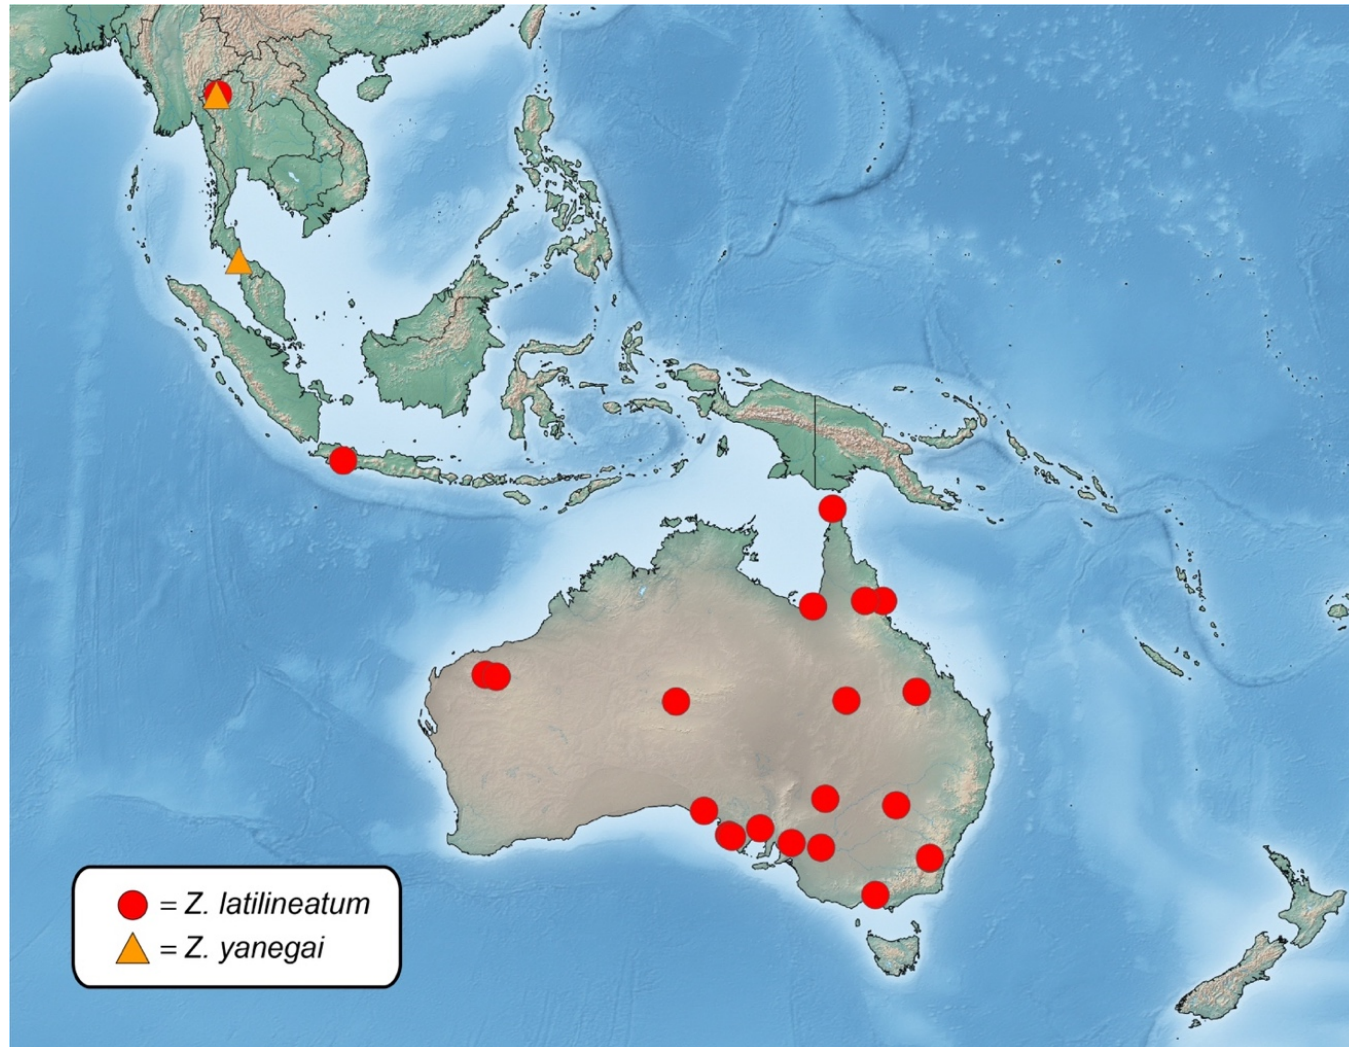 = Z. latilineatum
= Z. yanegai